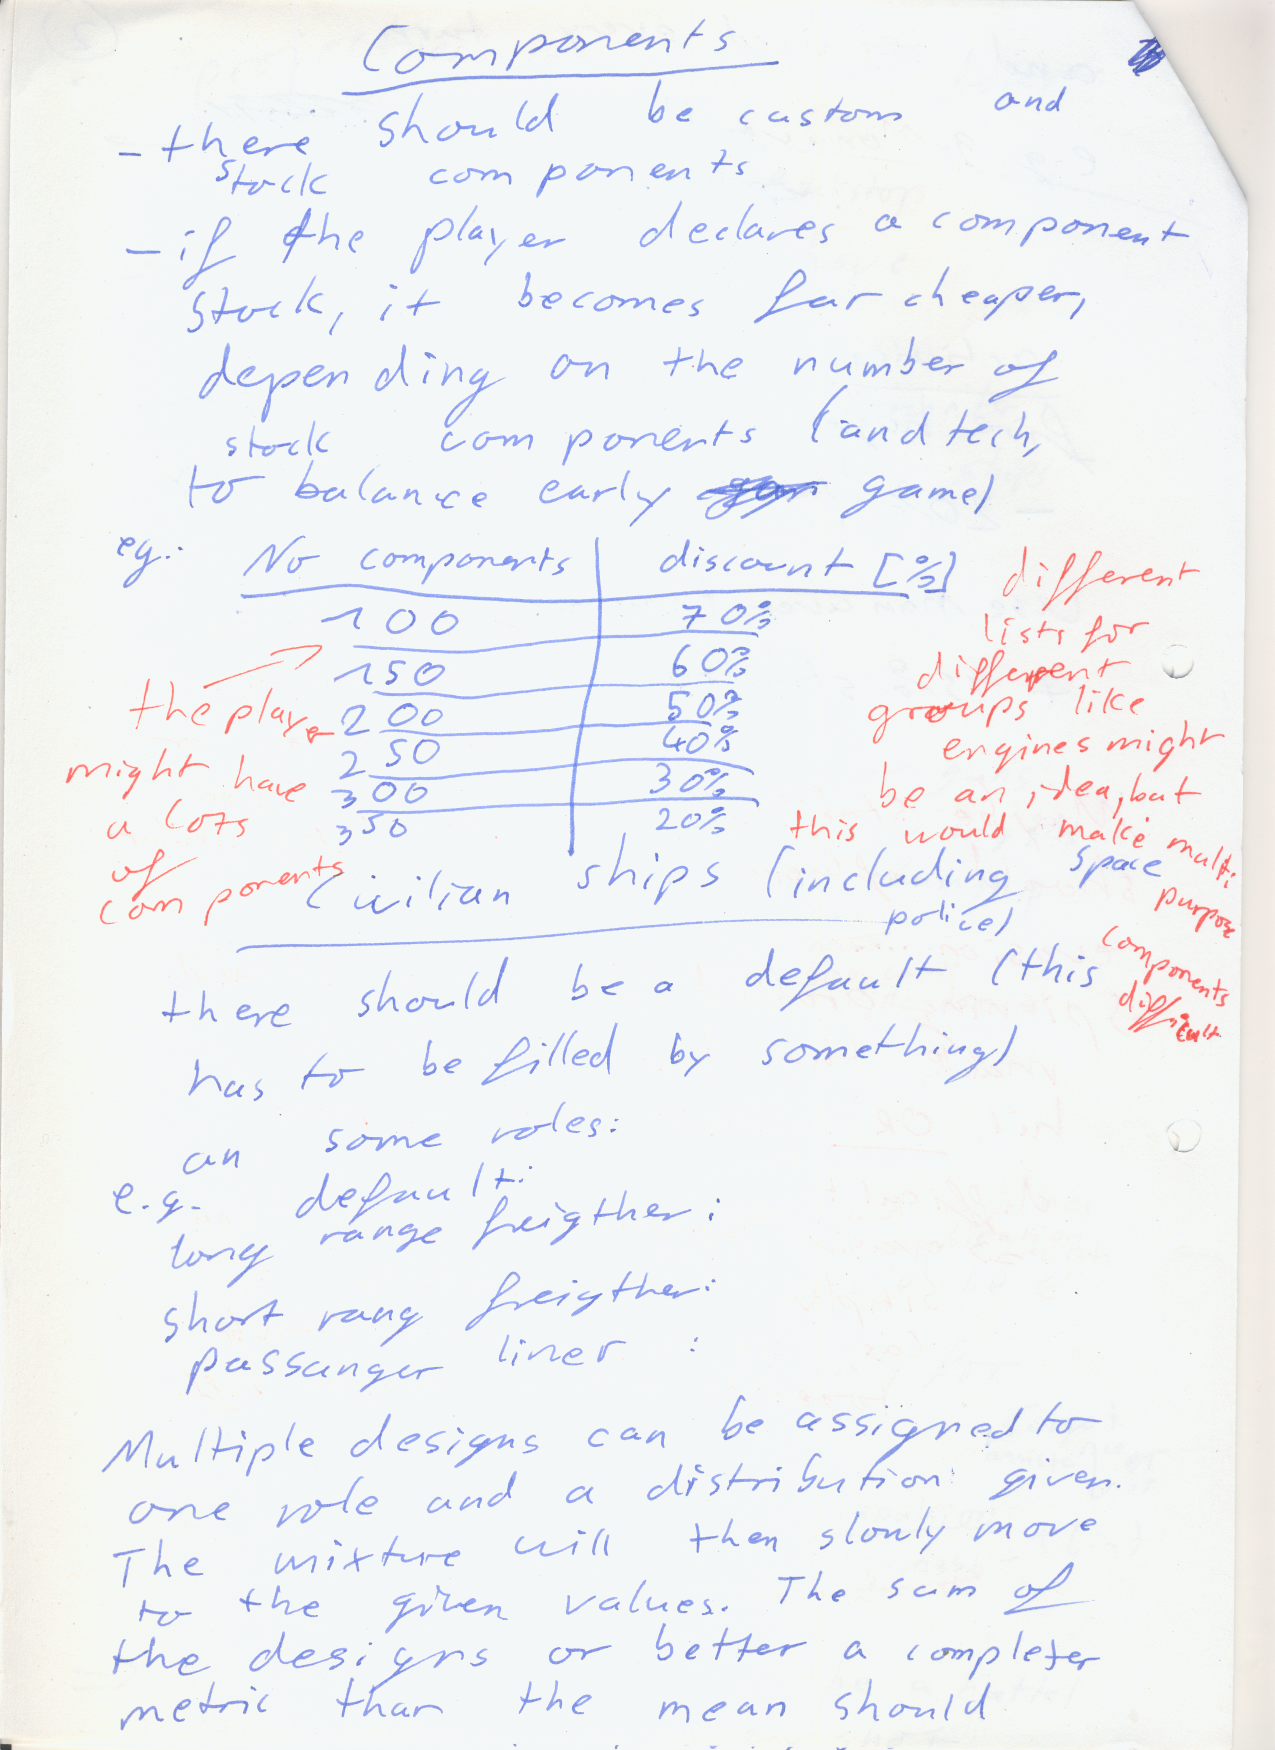 Components
- there should be custom and
stock components
- if the player declares a component
stock, it becomes far cheaper,
depending on the number of
stock components (and tech,
to balance early game)
eg.: No components | discount [%]
100 | 70%
150 | 60%
200 | 50%
250 | 40%
300 | 30%
350 | 20%
the player
might have
a lots
of
components
different
lists for
different
groups like
engines might
be an idea, but
this would make multi
purpose
components
difficult
Civilian ships (including space
police)
there should be a default (this
has to be filled by something)
an some roles:
e.g. default:
long range freigther:
short rang freigther:
passanger liner :
Multiple designs can be assigned to
one role and a distribution given.
The mixture will then slowly move
to the given values. The sum of
the designs or better a complexer
metric than the mean should